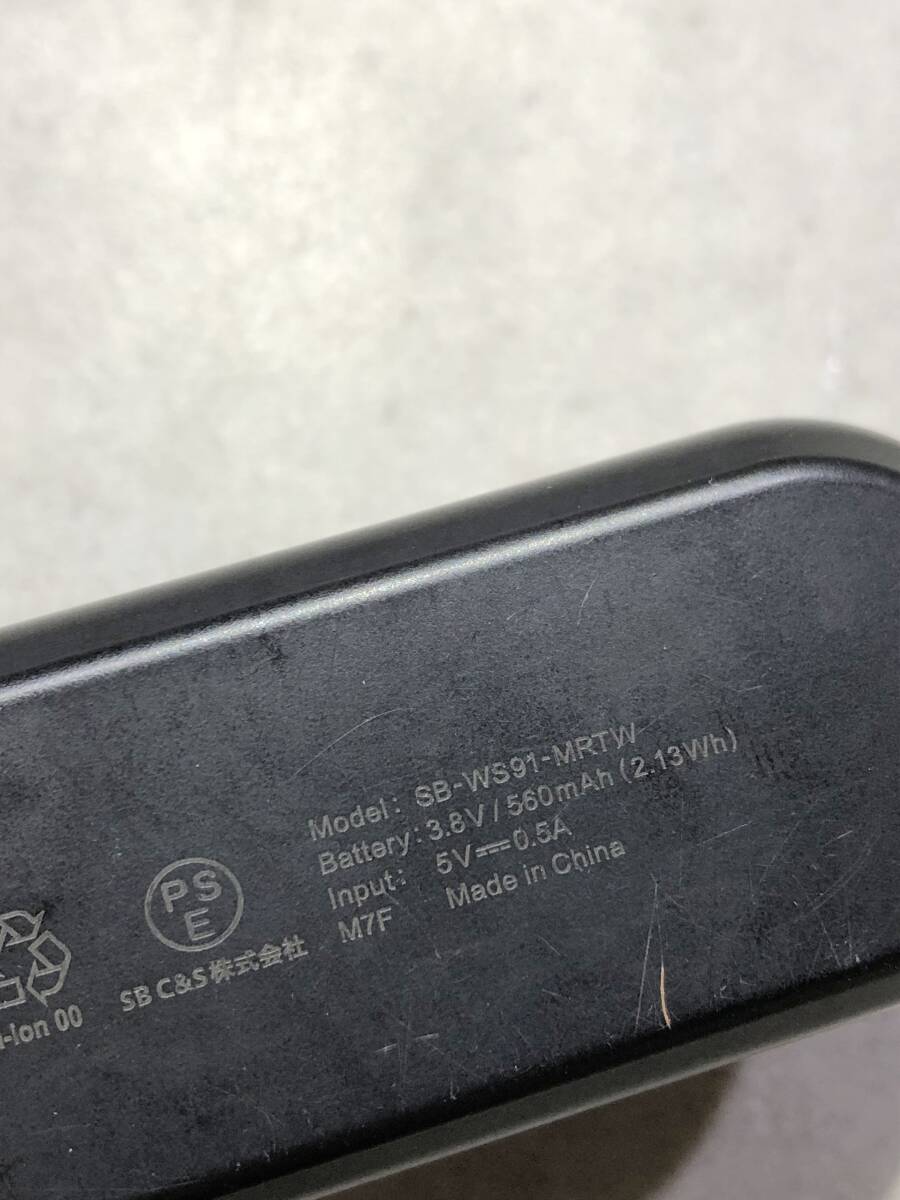 Model: SB-WS91-MRTW
Battery: 3.8V / 560mAh (2.13Wh)
Input: 5V⎓0.5A
M7F Made in China
PSE
SB C&S株式会社
-ion 00